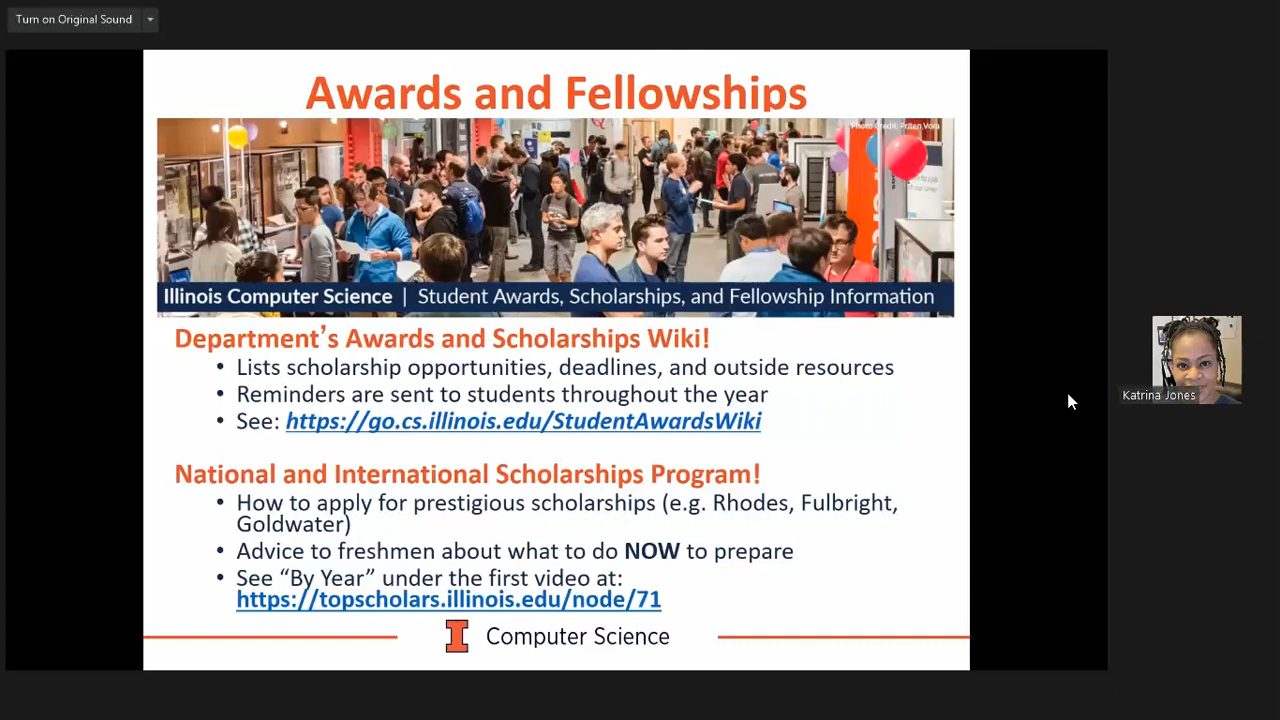 Turn on Original Sound
Awards and Fellowships
Photo Credit: Priten Vora
Illinois Computer Science | Student Awards, Scholarships, and Fellowship Information
Department’s Awards and Scholarships Wiki!
• Lists scholarship opportunities, deadlines, and outside resources
• Reminders are sent to students throughout the year
• See: https://go.cs.illinois.edu/StudentAwardsWiki
National and International Scholarships Program!
• How to apply for prestigious scholarships (e.g. Rhodes, Fulbright,
Goldwater)
• Advice to freshmen about what to do NOW to prepare
• See “By Year” under the first video at:
https://topscholars.illinois.edu/node/71
Computer Science
Katrina Jones